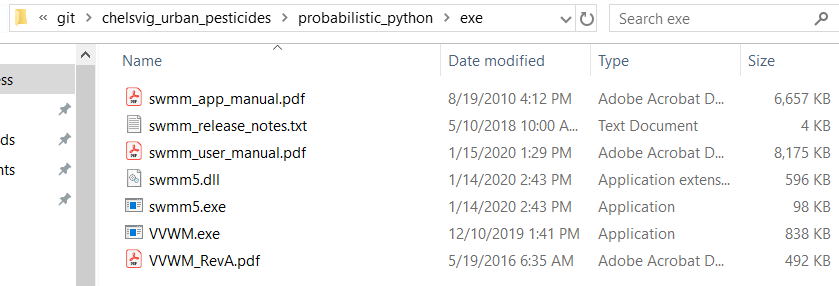 « git › chelsvig_urban_pesticides › probabilistic_python › exe
Search exe
Name Date modified Type Size
ess
swmm_app_manual.pdf 8/19/2010 4:12 PM Adobe Acrobat D... 6,657 KB
swmm_release_notes.txt 5/10/2018 10:00 A... Text Document 4 KB
ds
swmm_user_manual.pdf 1/15/2020 1:29 PM Adobe Acrobat D... 8,175 KB
nts
swmm5.dll 1/14/2020 2:43 PM Application extens... 596 KB
swmm5.exe 1/14/2020 2:43 PM Application 98 KB
VVWM.exe 12/10/2019 1:41 PM Application 838 KB
VVWM_RevA.pdf 5/19/2016 6:35 AM Adobe Acrobat D... 492 KB